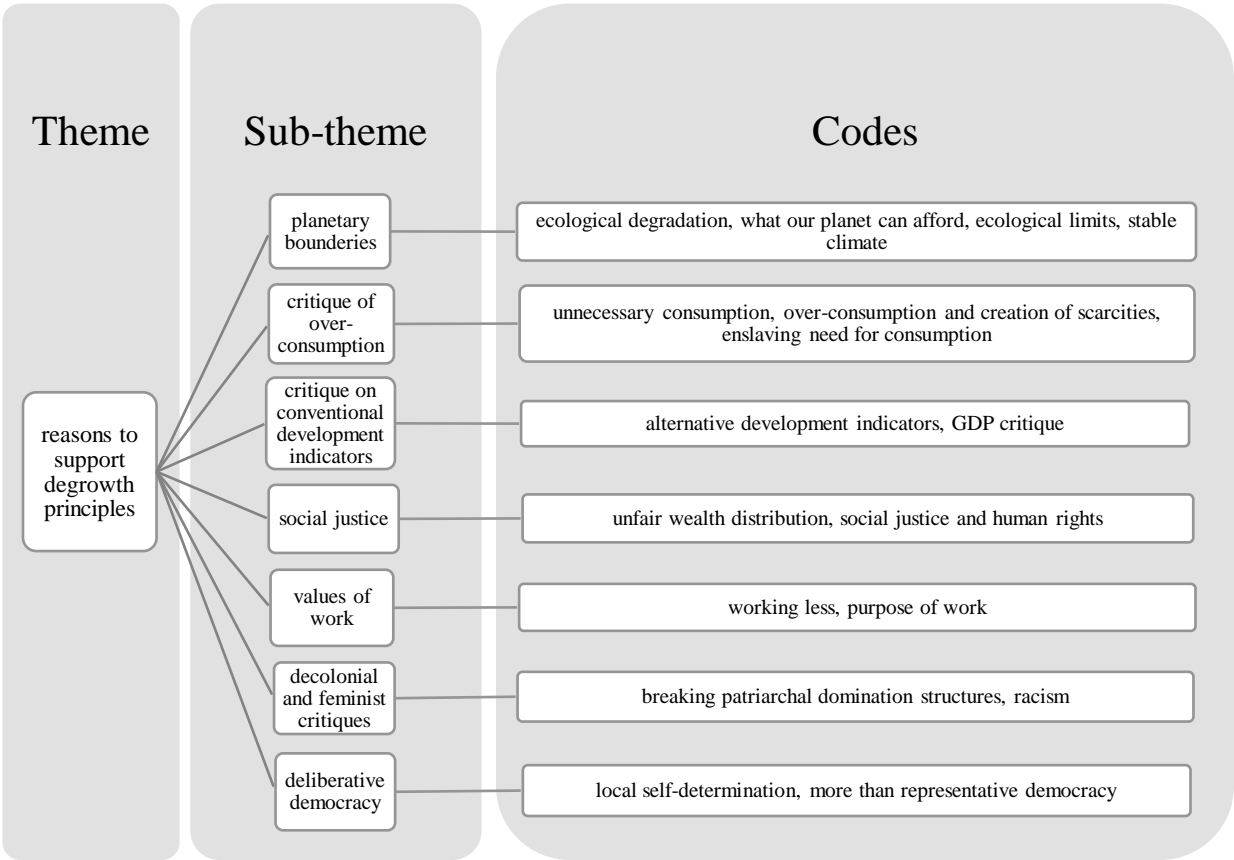 Theme
Sub-theme
Codes
reasons to
support
degrowth
principles
planetary
bounderies
ecological degradation, what our planet can afford, ecological limits, stable
climate
critique of
over-
consumption
unnecessary consumption, over-consumption and creation of scarcities,
enslaving need for consumption
critique on
conventional
development
indicators
alternative development indicators, GDP critique
social justice
unfair wealth distribution, social justice and human rights
values of
work
working less, purpose of work
decolonial
and feminist
critiques
breaking patriarchal domination structures, racism
deliberative
democracy
local self-determination, more than representative democracy